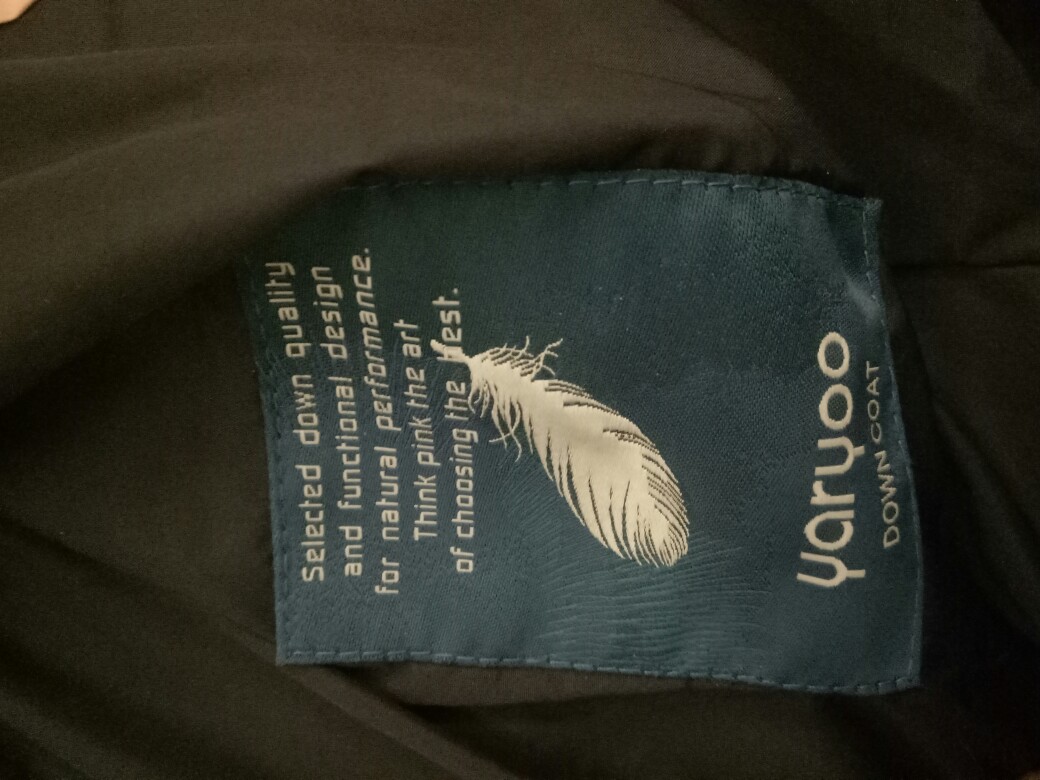 Selected down quality
and functional design
for natural performance.
Think pink the art
of choosing the best.
yaryoo
DOWN COAT